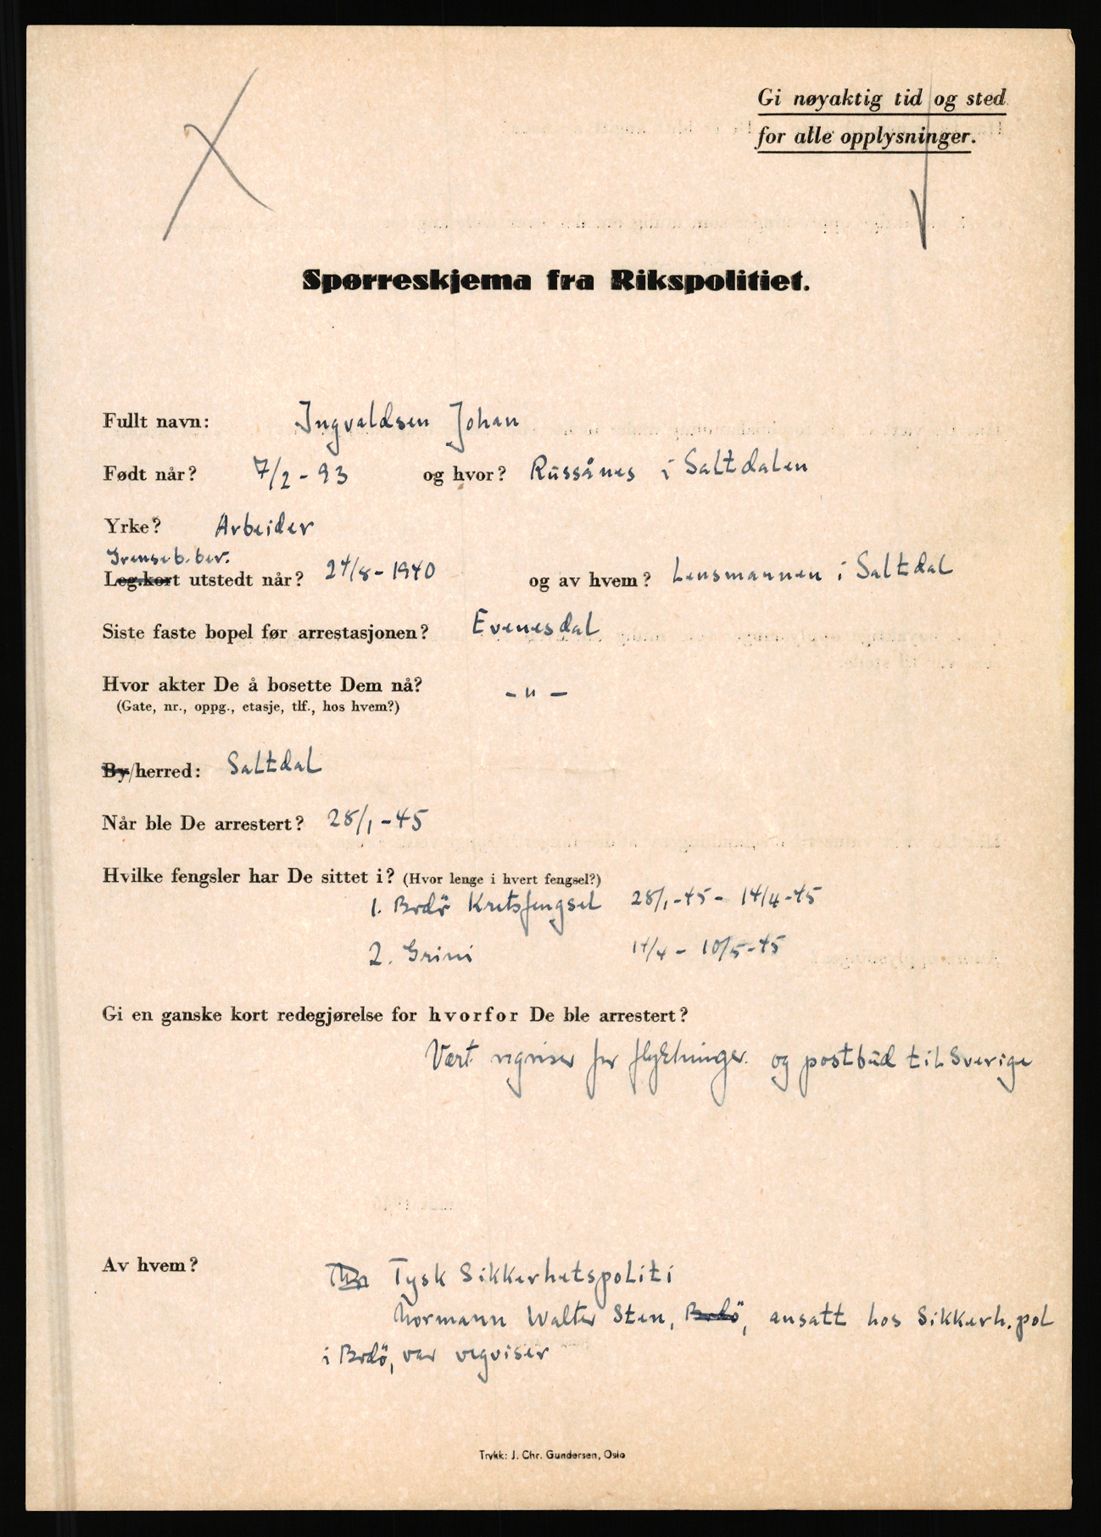 Gi nøyaktig tid og sted
for alle opplysninger.
Spørreskjema fra Rikspolitiet.
Fullt navn: Ingvaldsen Johan
Født når? 7/2-93 og hvor? Russånes i Saltdalen
Yrke? Arbeider
Grenseb.bev.
Leg.kort utstedt når? 24/8-1940 og av hvem? Lensmannen i Saltdal
Siste faste bopel før arrestasjonen? Evenesdal
Hvor akter De å bosette Dem nå? -"-
(Gate, nr., oppg., etasje, tlf., hos hvem?)
By/herred: Saltdal
Når ble De arrestert? 28/1-45
Hvilke fengsler har De sittet i? (Hvor lenge i hvert fengsel?)
1. Bodö Kretsfengsel 28/1-45 - 14/4-45
2. Grini 14/4 - 10/5-45
Gi en ganske kort redegjørelse for hvorfor De ble arrestert?
Vært vegviser for flyktninger og postbud til Sverige
Av hvem? Tysk Sikkerhetspoliti
Normann Walter Sten, Bodö, ansatt hos Sikkerh.pol
i Bodö, var vegviser
Trykk: J. Chr. Gundersen, Oslo